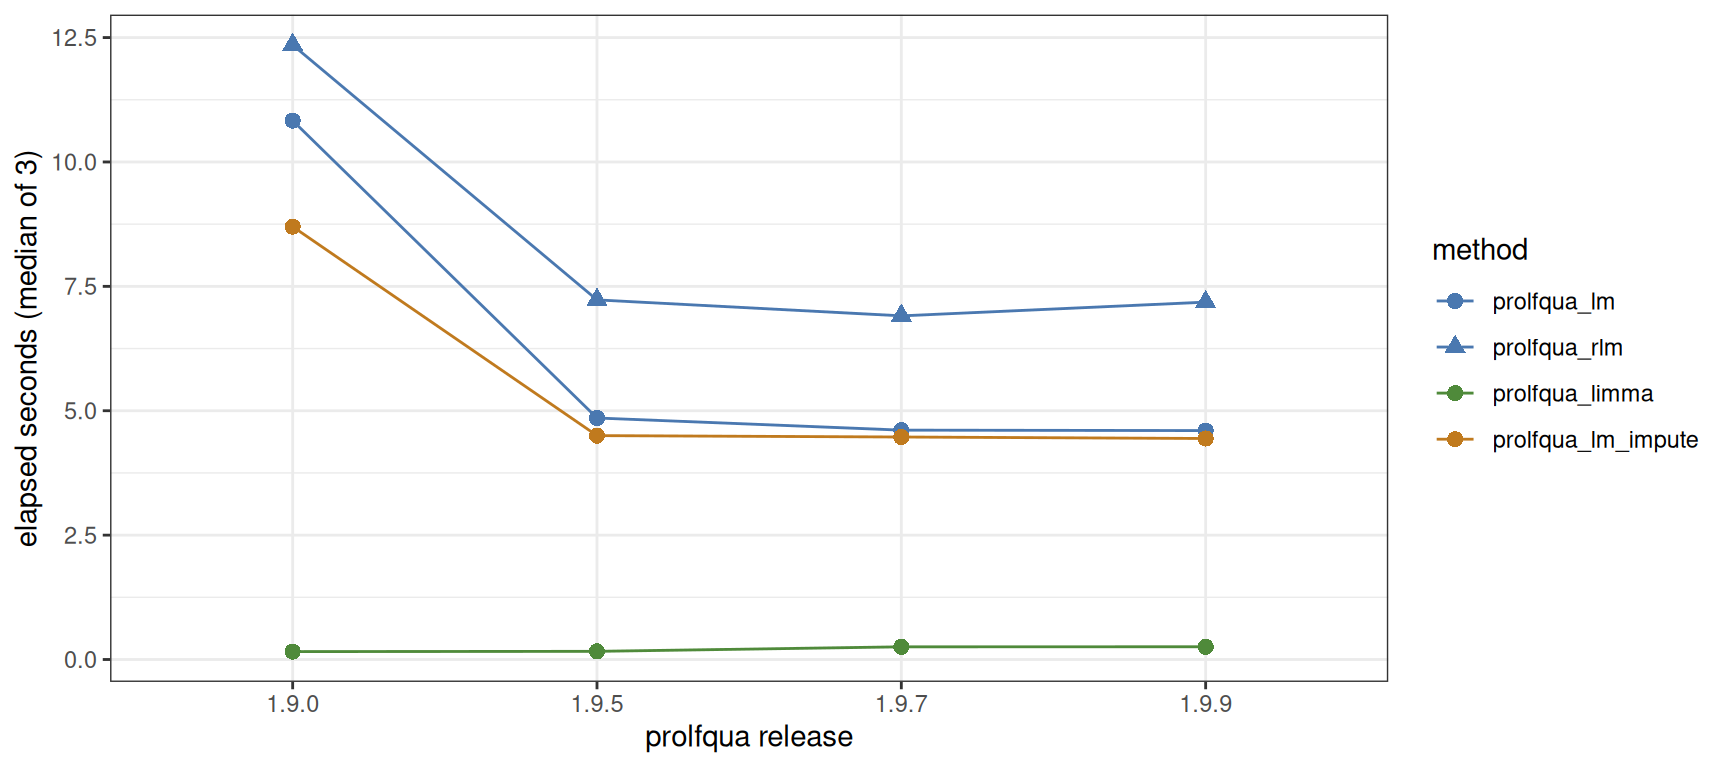 12.5
10.0
7.5
5.0
2.5
0.0
elapsed seconds (median of 3)
1.9.0
1.9.5
1.9.7
1.9.9
prolfqua release
method
prolfqua_lm
prolfqua_rlm
prolfqua_limma
prolfqua_lm_impute